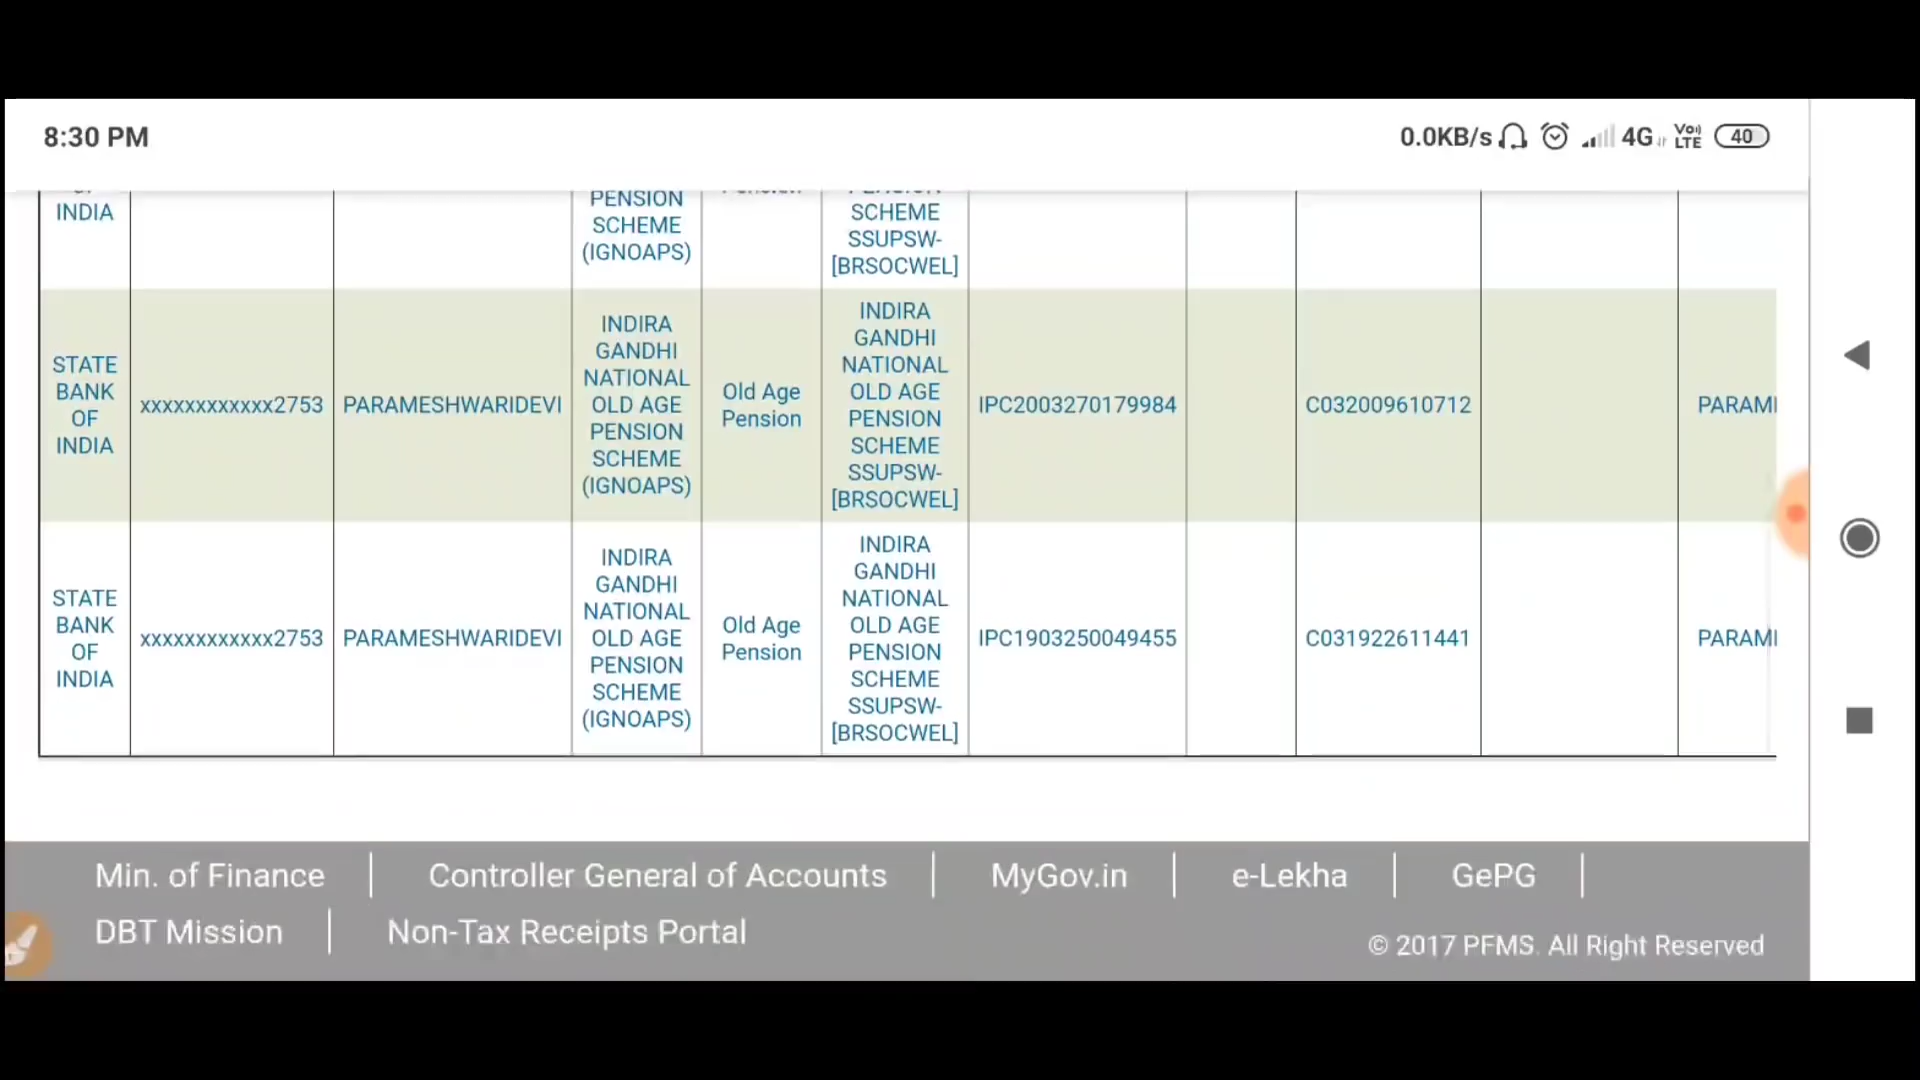 8:30 PM
0.0KB/s 4G Vo)) LTE 40
INDIA
PENSION
SCHEME
(IGNOAPS)
SCHEME
SSUPSW-
[BRSOCWEL]
STATE
BANK
OF
INDIA
xxxxxxxxxxxx2753
PARAMESHWARIDEVI
INDIRA
GANDHI
NATIONAL
OLD AGE
PENSION
SCHEME
(IGNOAPS)
Old Age
Pension
INDIRA
GANDHI
NATIONAL
OLD AGE
PENSION
SCHEME
SSUPSW-
[BRSOCWEL]
IPC2003270179984
C032009610712
PARAM
STATE
BANK
OF
INDIA
xxxxxxxxxxxx2753
PARAMESHWARIDEVI
INDIRA
GANDHI
NATIONAL
OLD AGE
PENSION
SCHEME
(IGNOAPS)
Old Age
Pension
INDIRA
GANDHI
NATIONAL
OLD AGE
PENSION
SCHEME
SSUPSW-
[BRSOCWEL]
IPC1903250049455
C031922611441
PARAM
Min. of Finance
Controller General of Accounts
MyGov.in
e-Lekha
GePG
DBT Mission
Non-Tax Receipts Portal
© 2017 PFMS. All Right Reserved